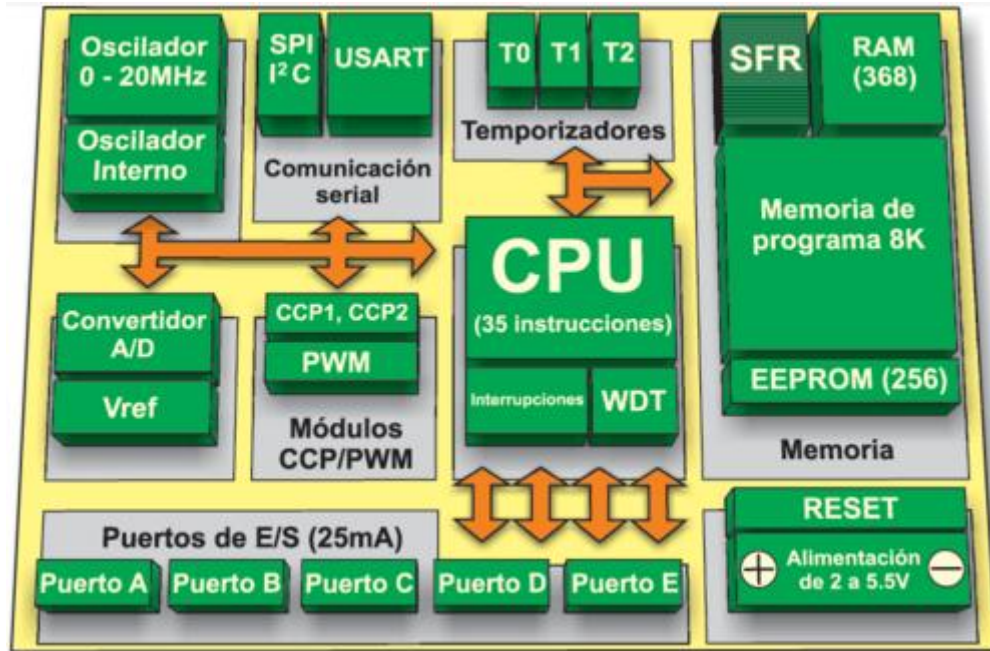 Oscilador
0 - 20MHz
Oscilador
Interno
SPI
I² C
USART
Comunicación
serial
T0
T1
T2
Temporizadores
SFR
RAM
(368)
Memoria de
programa 8K
EEPROM (256)
Memoria
CPU
(35 instrucciones)
Interrupciones
WDT
Convertidor
A/D
Vref
CCP1, CCP2
PWM
Módulos
CCP/PWM
Puertos de E/S (25mA)
Puerto A
Puerto B
Puerto C
Puerto D
Puerto E
RESET
+
Alimentación
de 2 a 5.5V
−